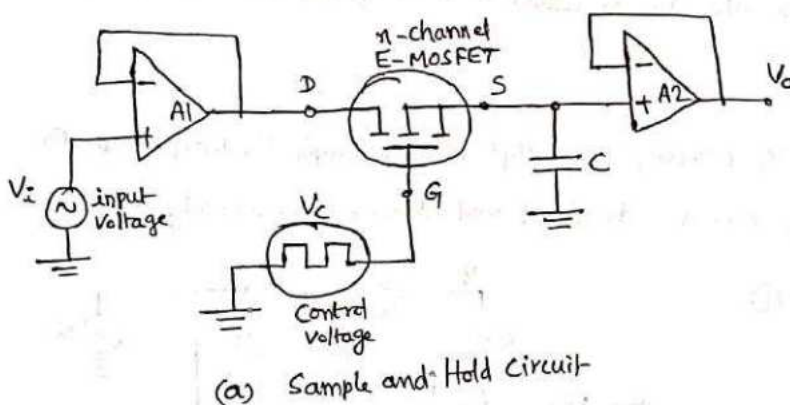 n-channel
E-MOSFET
D
S
-
A1
+
-
A2
+
Vo
Vi
~
input
voltage
C
G
Vc
Control
voltage
(a) Sample and Hold Circuit